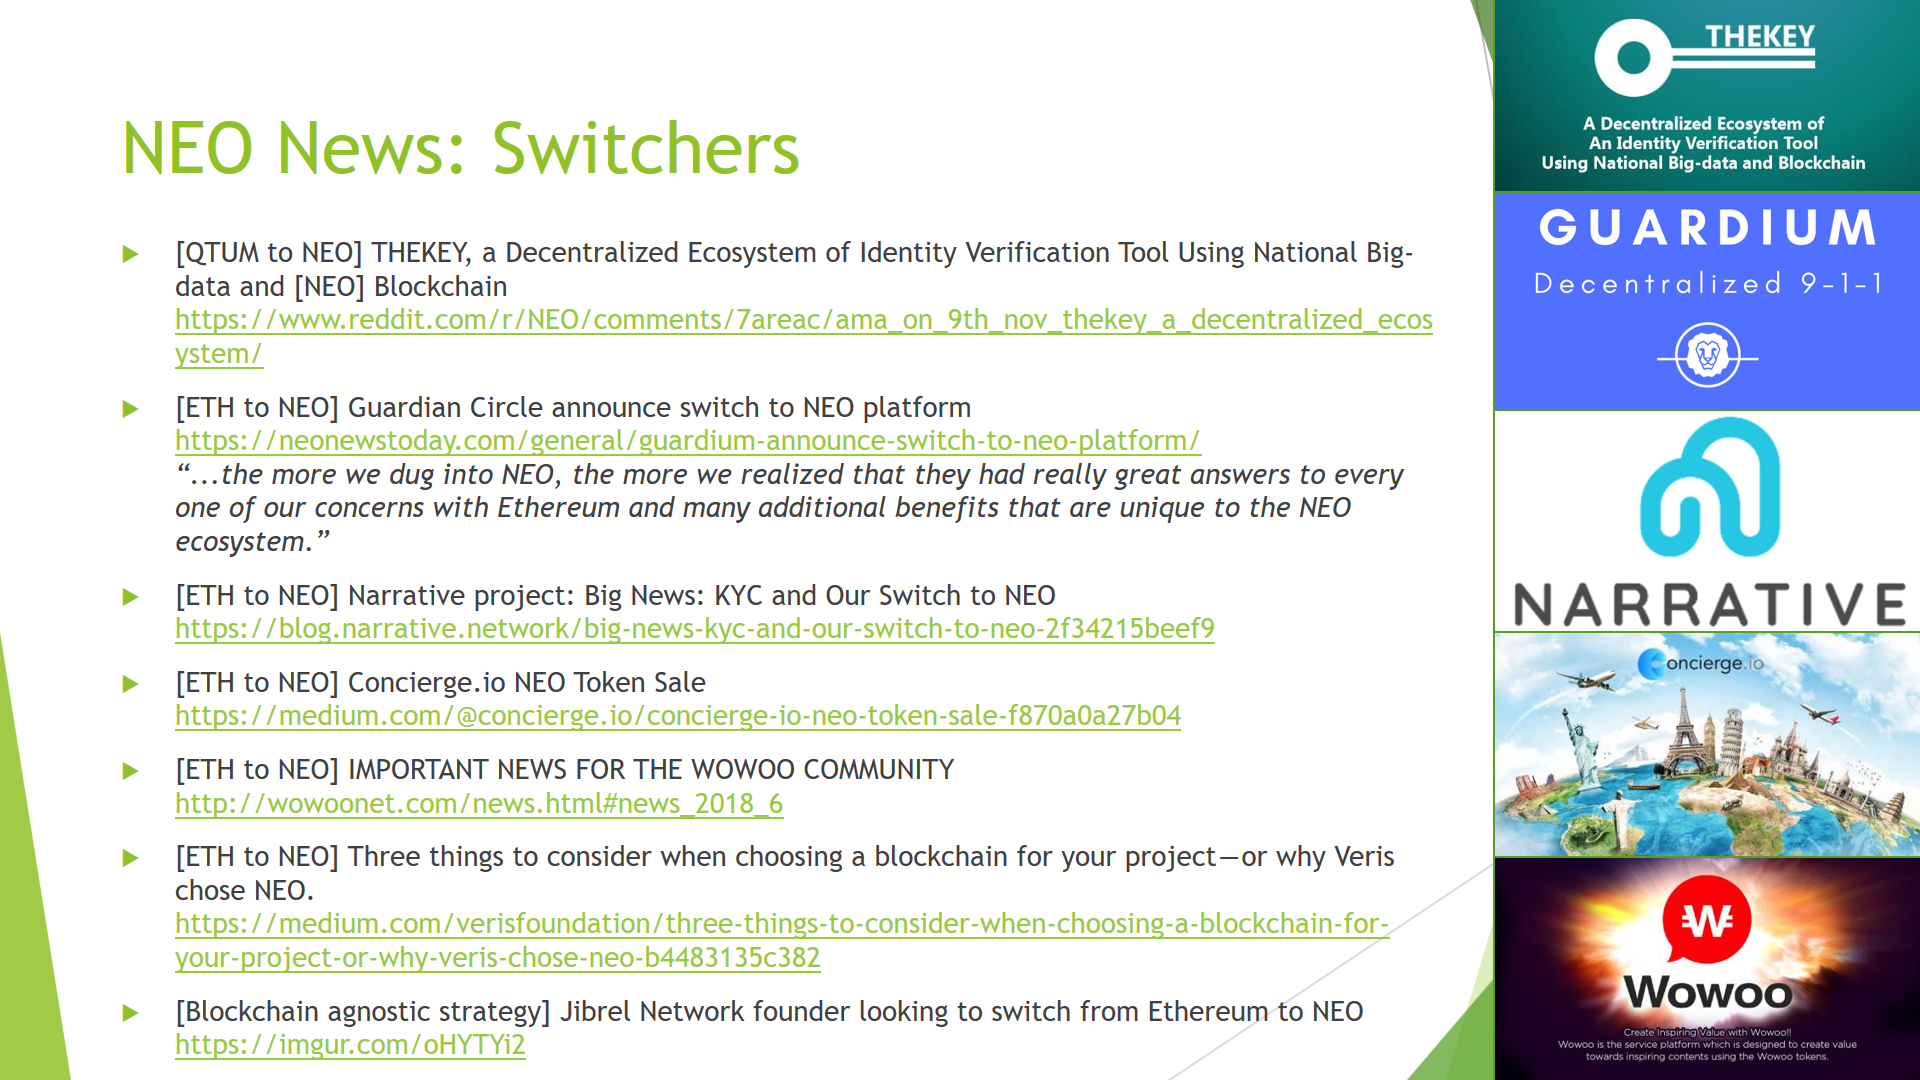 NEO News: Switchers
[QTUM to NEO] THEKEY, a Decentralized Ecosystem of Identity Verification Tool Using National Big-
data and [NEO] Blockchain
https://www.reddit.com/r/NEO/comments/7areac/ama_on_9th_nov_thekey_a_decentralized_ecos
ystem/
[ETH to NEO] Guardian Circle announce switch to NEO platform
https://neonewstoday.com/general/guardium-announce-switch-to-neo-platform/
“...the more we dug into NEO, the more we realized that they had really great answers to every
one of our concerns with Ethereum and many additional benefits that are unique to the NEO
ecosystem.”
[ETH to NEO] Narrative project: Big News: KYC and Our Switch to NEO
https://blog.narrative.network/big-news-kyc-and-our-switch-to-neo-2f34215beef9
[ETH to NEO] Concierge.io NEO Token Sale
https://medium.com/@concierge.io/concierge-io-neo-token-sale-f870a0a27b04
[ETH to NEO] IMPORTANT NEWS FOR THE WOWOO COMMUNITY
http://wowoonet.com/news.html#news_2018_6
[ETH to NEO] Three things to consider when choosing a blockchain for your project—or why Veris
chose NEO.
https://medium.com/verisfoundation/three-things-to-consider-when-choosing-a-blockchain-for-
your-project-or-why-veris-chose-neo-b4483135c382
[Blockchain agnostic strategy] Jibrel Network founder looking to switch from Ethereum to NEO
https://imgur.com/oHYTYi2
THEKEY
A Decentralized Ecosystem of
An Identity Verification Tool
Using National Big-data and Blockchain
GUARDIUM
Decentralized 9-1-1
NARRATIVE
Concierge.io
Wowoo
Create Inspiring Value with Wowoo!!
Wowoo is the service platform which is designed to create value
towards inspiring contents using the Wowoo tokens.